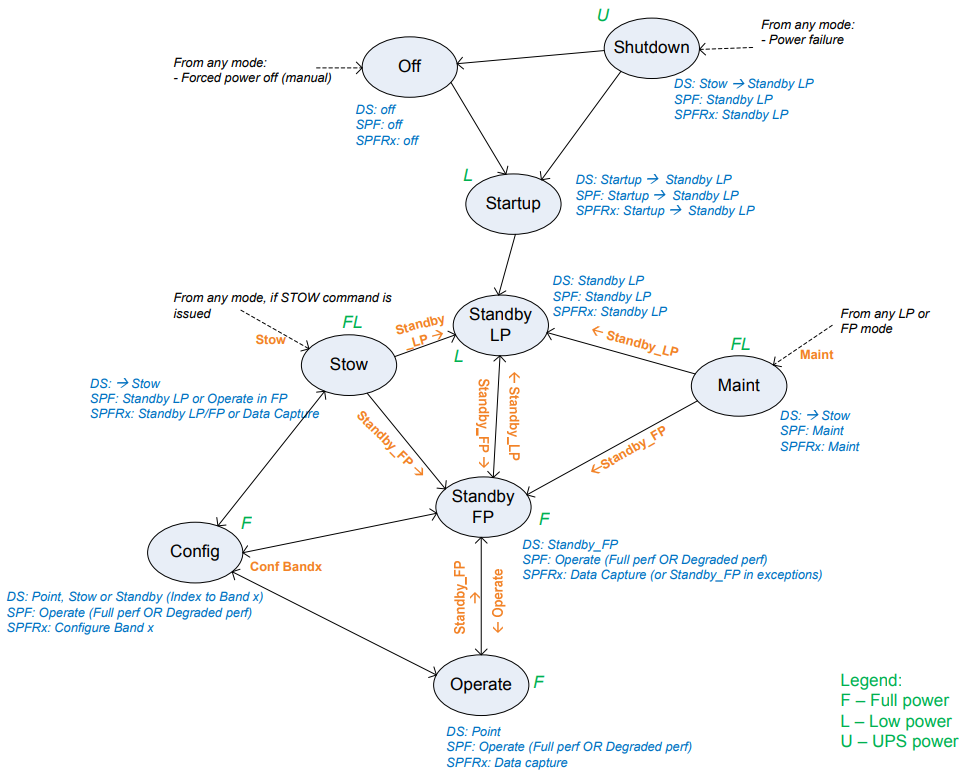 U
From any mode:
- Power failure
Shutdown
From any mode:
- Forced power off (manual)
Off
DS: Stow → Standby LP
SPF: Standby LP
SPFRx: Standby LP
DS: off
SPF: off
SPFRx: off
L
Startup
DS: Startup → Standby LP
SPF: Startup → Standby LP
SPFRx: Startup → Standby LP
DS: Standby LP
SPF: Standby LP
SPFRx: Standby LP
From any mode, if STOW command is
issued
Stow
FL
Standby
_LP →
Standby
LP
L
← Standby_LP
From any LP or
FP mode
Maint
FL
Stow
Maint
DS: → Stow
SPF: Standby LP or Operate in FP
SPFRx: Standby LP/FP or Data Capture
DS: → Stow
SPF: Maint
SPFRx: Maint
Standby_FP →
Standby_FP →
← Standby_LP
←Standby_FP
Standby
FP
F
DS: Standby_FP
SPF: Operate (Full perf OR Degraded perf)
SPFRx: Data Capture (or Standby_FP in exceptions)
F
Config
Conf Bandx
DS: Point, Stow or Standby (Index to Band x)
SPF: Operate (Full perf OR Degraded perf)
SPFRx: Configure Band x
Standby_FP →
← Operate
Operate
F
DS: Point
SPF: Operate (Full perf OR Degraded perf)
SPFRx: Data capture
Legend:
F – Full power
L – Low power
U – UPS power